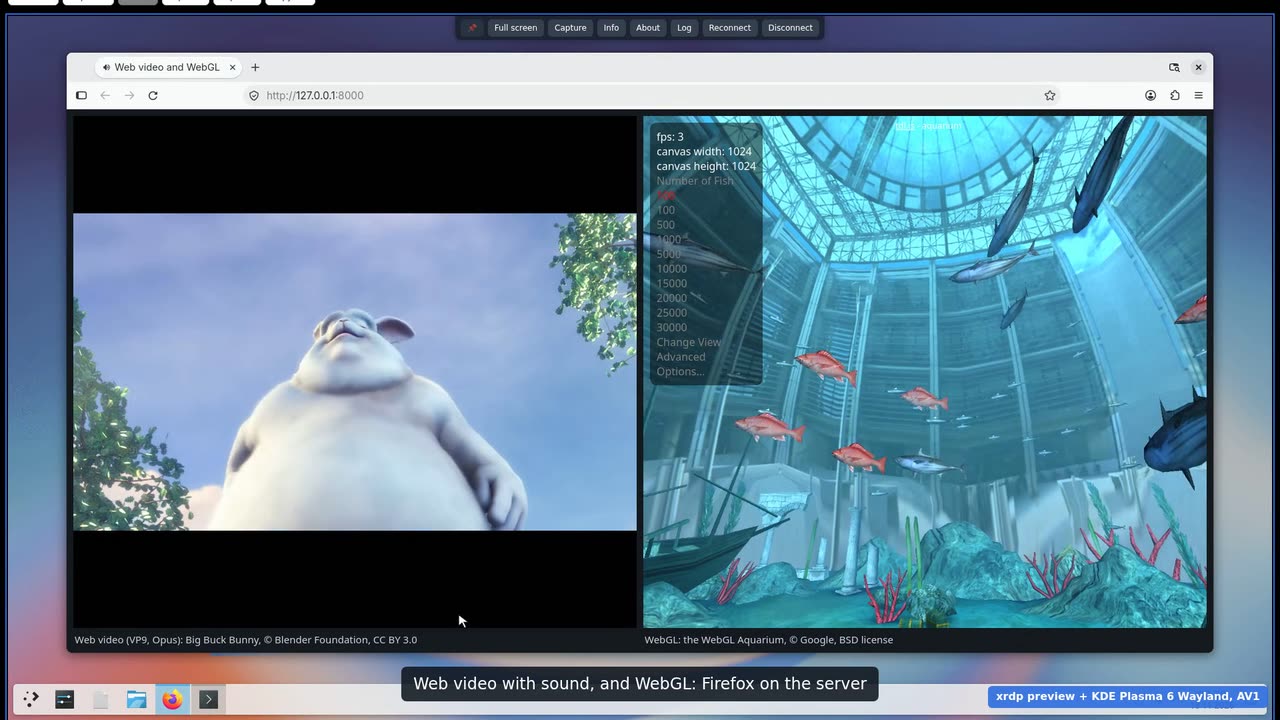 Full screen
Capture
Info
About
Log
Reconnect
Disconnect
Web video and WebGL
http://127.0.0.1:8000
fps: 3
canvas width: 1024
canvas height: 1024
Number of Fish
100
500
1000
5000
10000
15000
20000
25000
30000
Change View
Advanced
Options...
aquarium
Web video (VP9, Opus): Big Buck Bunny, © Blender Foundation, CC BY 3.0
WebGL: the WebGL Aquarium, © Google, BSD license
Web video with sound, and WebGL: Firefox on the server
xrdp preview + KDE Plasma 6 Wayland, AV1